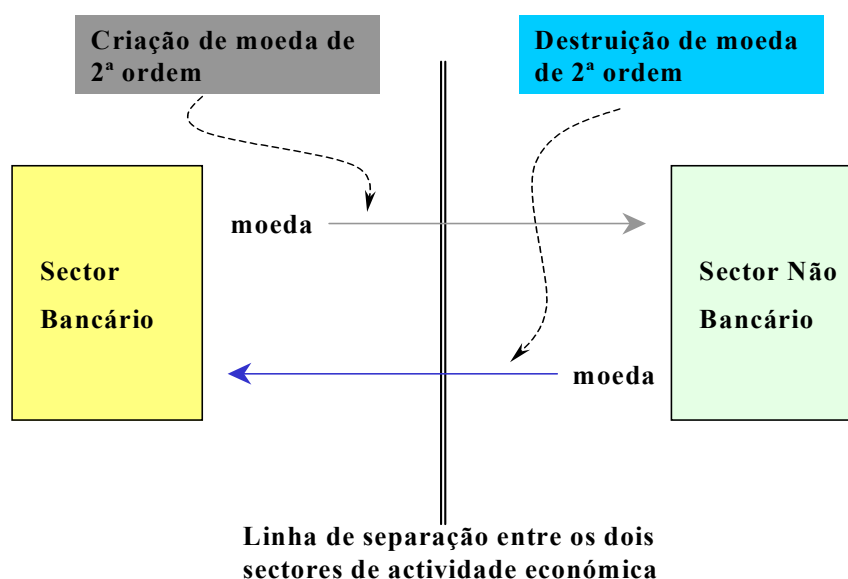 Criação de moeda de
2ª ordem
Destruição de moeda
de 2ª ordem
moeda
Sector
Bancário
Sector Não
Bancário
moeda
Linha de separação entre os dois
sectores de actividade económica